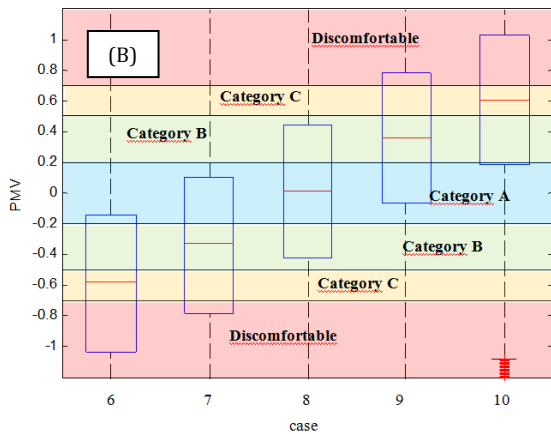 1
(B)
Discomfortable
0.8
0.6
Category C
0.4
Category B
0.2
0
Category A
PMV
-0.2
-0.4
Category B
-0.6
Category C
-0.8
Discomfortable
-1
6 7 8 9 10
case